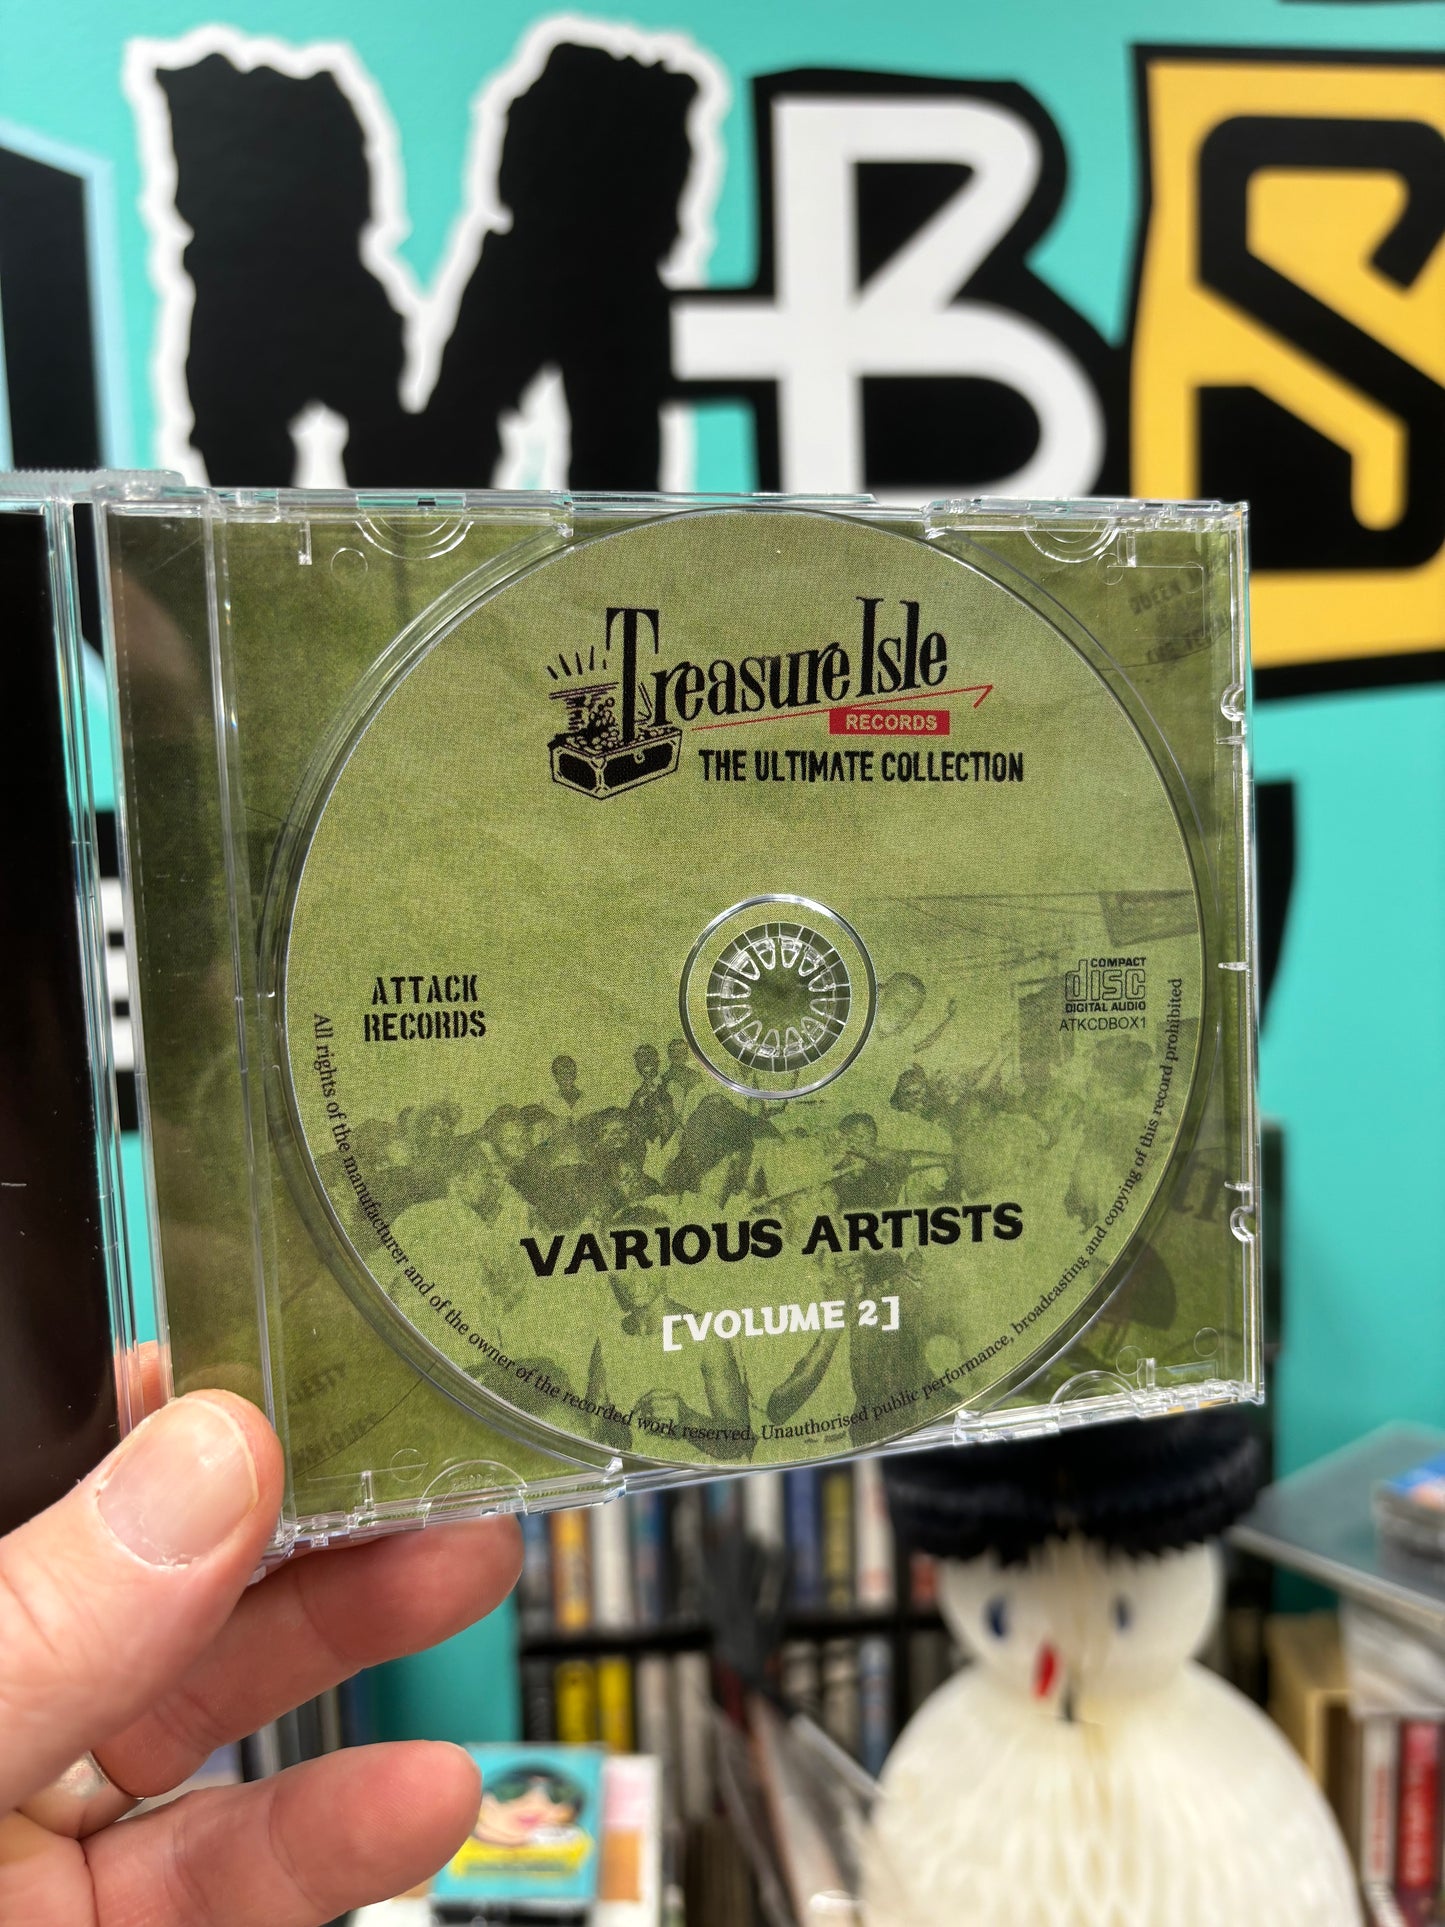 MBS
Treasure Isle
RECORDS
THE ULTIMATE COLLECTION
ATTACK
RECORDS
COMPACT
disc
DIGITAL AUDIO
ATKCDBOX1
VARIOUS ARTISTS
[VOLUME 2]
All rights of the manufacturer and of the owner of the recorded work reserved. Unauthorised public performance, broadcasting and copying of this record prohibited